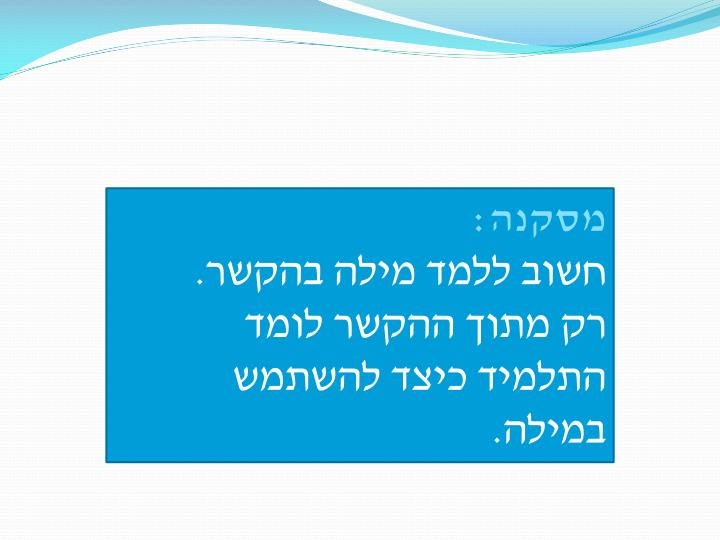 מסקנה:
חשוב ללמד מילה בהקשר.
רק מתוך ההקשר לומד
התלמיד כיצד להשתמש
במילה.